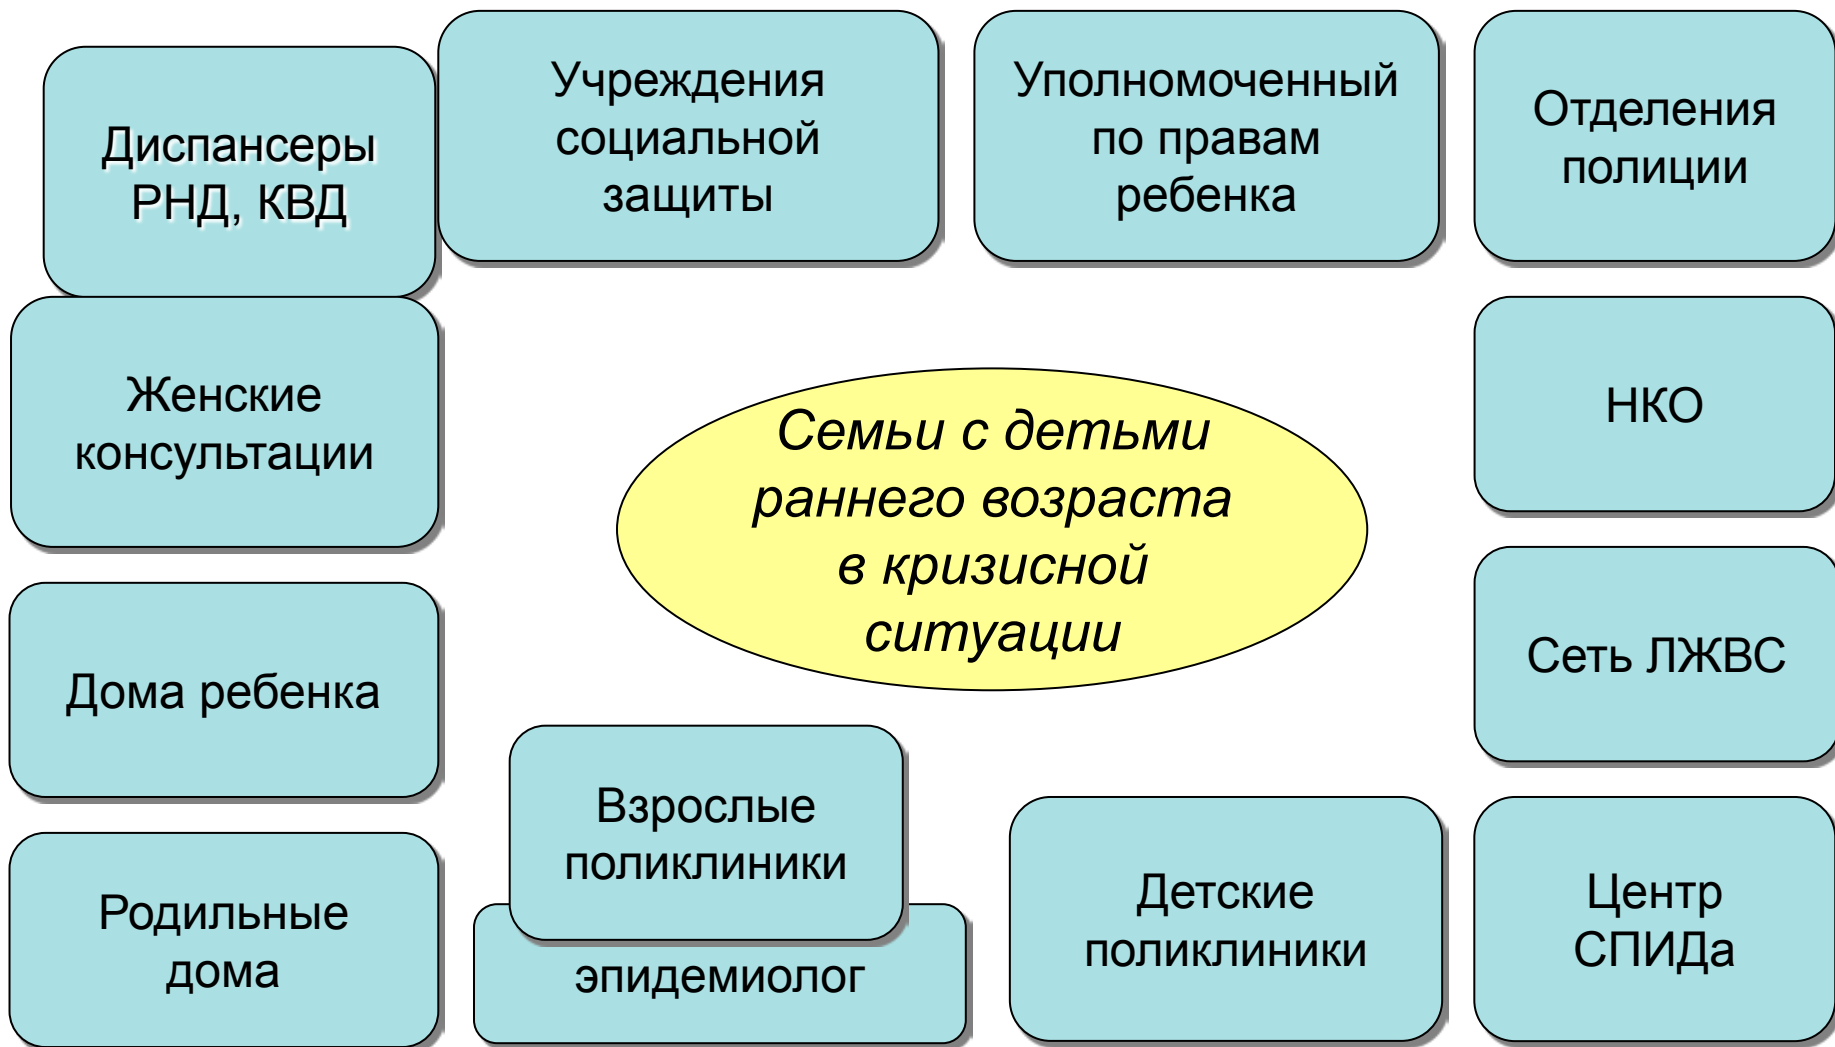 Диспансеры
РНД, КВД
Учреждения
социальной
защиты
Уполномоченный
по правам
ребенка
Отделения
полиции
Женские
консультации
НКО
Семьи с детьми
раннего возраста
в кризисной
ситуации
Дома ребенка
Сеть ЛЖВС
Родильные
дома
Взрослые
поликлиники
эпидемиолог
Детские
поликлиники
Центр
СПИДа